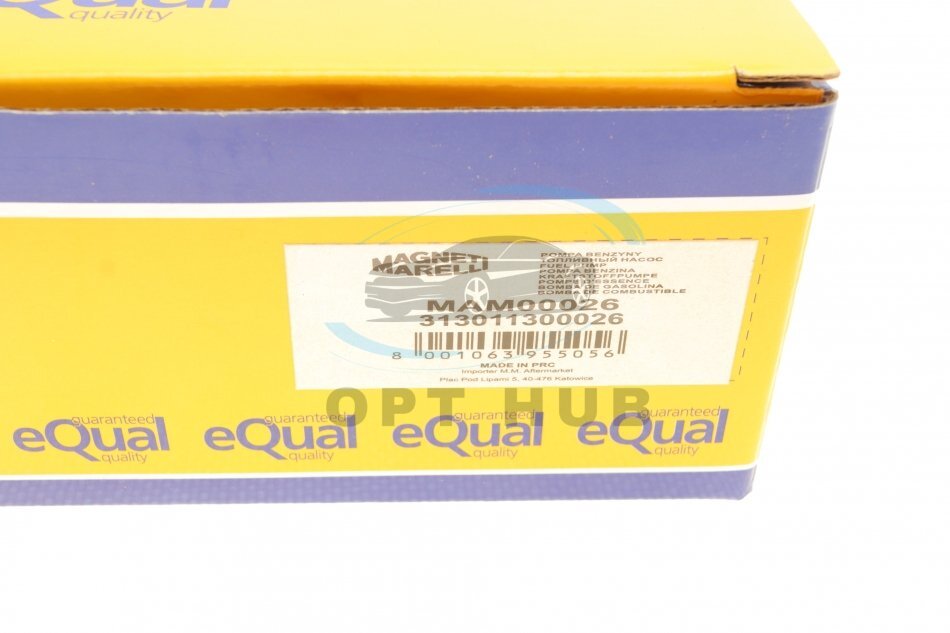 eQual
quality
MAGNETI
MARELLI
POMPA BENZYNY
ТОПЛИВНЫЙ НАСОС
FUEL PUMP
POMPA BENZINA
KRAFTSTOFFPUMPE
POMPE D'ESSENCE
BOMBA DE GASOLINA
BOMBA DE COMBUSTIBLE
MAM00026
313011300026
8 001063 955056
MADE IN PRC
Importer M.M. Aftermarket
Plac Pod Lipami 5, 40-476 Katowice
OPT HUB
guaranteed
eQual
quality
guaranteed
eQual
quality
guaranteed
eQual
quality
guaranteed
eQual
quality